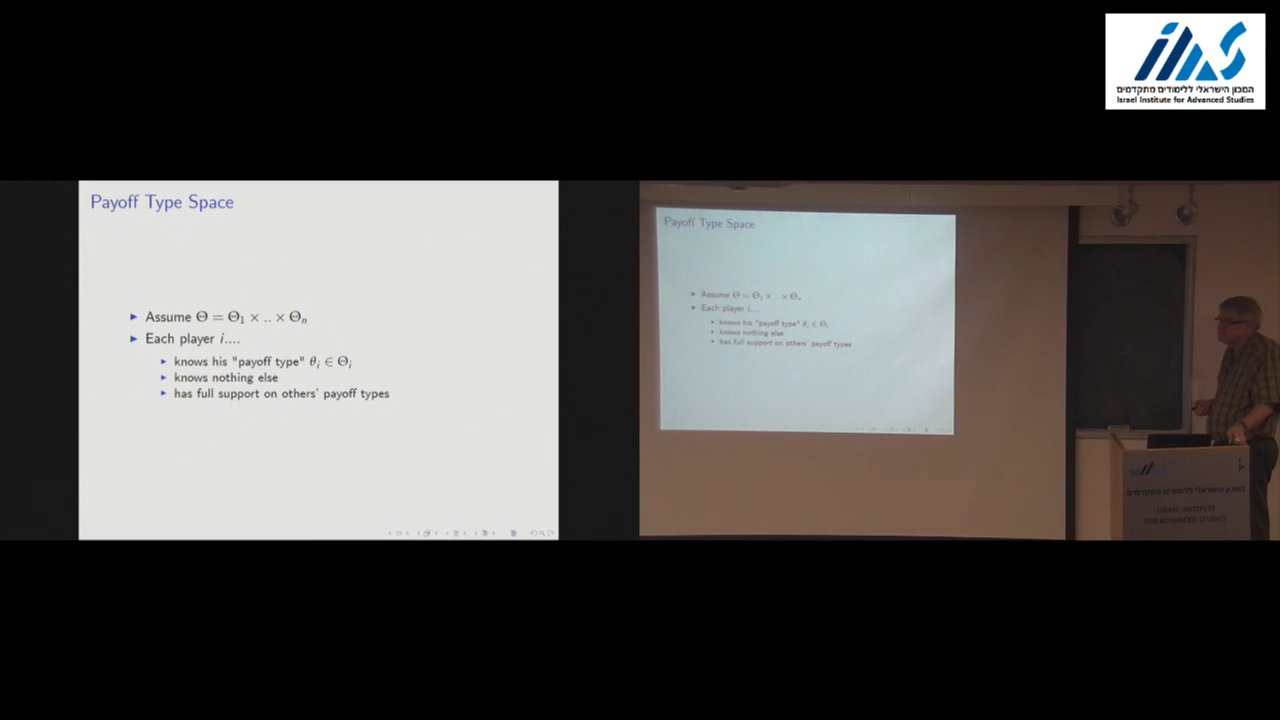 המכון הישראלי ללימודים מתקדמים
Israel Institute for Advanced Studies
Payoff Type Space
Assume Θ = Θ₁ × .. × Θₙ
Each player i....
knows his "payoff type" θᵢ ∈ Θᵢ
knows nothing else
has full support on others' payoff types
Payoff Type Space
Assume Θ = Θ₁ × .. × Θₙ
Each player i....
knows his "payoff type" θᵢ ∈ Θᵢ
knows nothing else
has full support on others' payoff types
המכון הישראלי ללימודים מתקדמים
ISRAEL INSTITUTE
FOR ADVANCED STUDIES